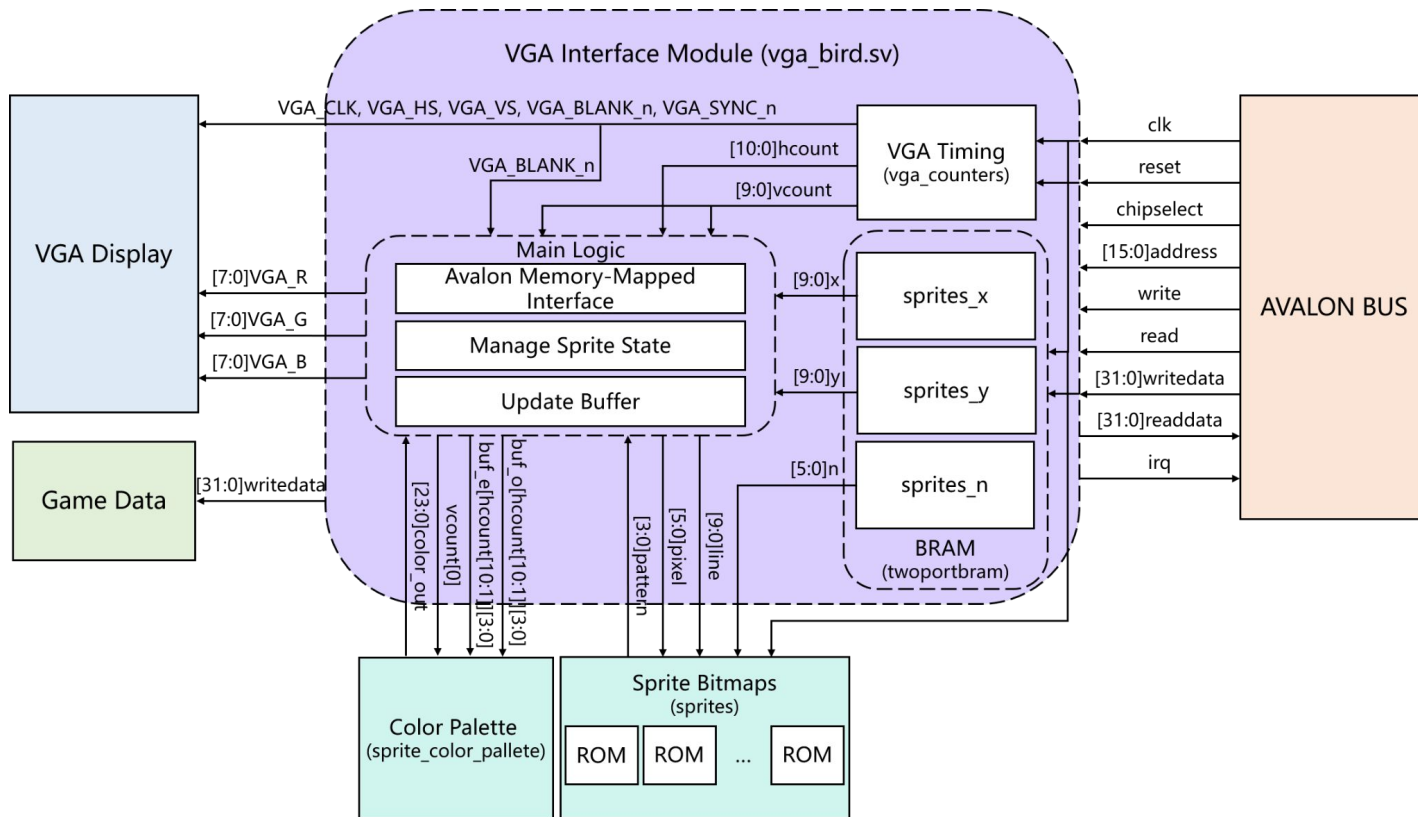 VGA Interface Module (vga_bird.sv)
VGA_CLK, VGA_HS, VGA_VS, VGA_BLANK_n, VGA_SYNC_n
VGA_BLANK_n
[10:0]hcount
[9:0]vcount
VGA Timing
(vga_counters)
clk
reset
chipselect
[15:0]address
write
read
[31:0]writedata
[31:0]readdata
irq
AVALON BUS
VGA Display
[7:0]VGA_R
[7:0]VGA_G
[7:0]VGA_B
Main Logic
Avalon Memory-Mapped
Interface
Manage Sprite State
Update Buffer
[9:0]x
[9:0]y
[5:0]n
sprites_x
sprites_y
sprites_n
BRAM
(twoportbram)
Game Data
[31:0]writedata
[23:0]color_out
vcount[0]
buf_e[hcount[10:1]][3:0]
buf_o[hcount[10:1]][3:0]
[3:0]pattern
[5:0]pixel
[9:0]line
Color Palette
(sprite_color_pallete)
Sprite Bitmaps
(sprites)
ROM
ROM
...
ROM